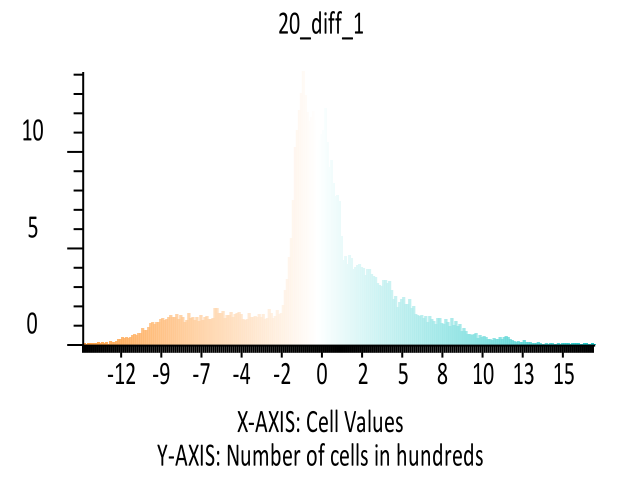 20_diff_1
10
5
0
-12 -9 -7 -4 -2 0 2 5 8 10 13 15
X-AXIS: Cell Values
Y-AXIS: Number of cells in hundreds